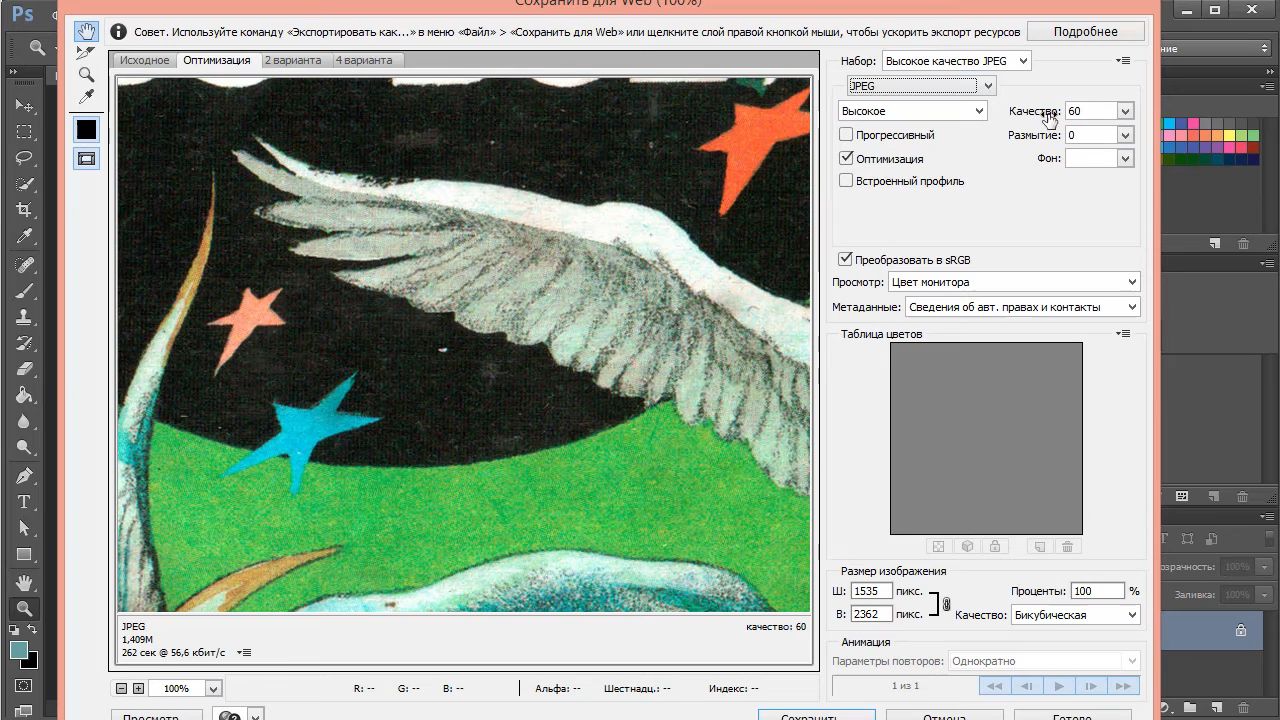 Сохранить для Web (100%)
Ps
Совет. Используйте команду «Экспортировать как...» в меню «Файл» > «Сохранить для Web» или щелкните слой правой кнопкой мыши, чтобы ускорить экспорт ресурсов
Подробнее
Исходное
Оптимизация
2 варианта
4 варианта
Набор: Высокое качество JPEG
JPEG
Высокое
Качество: 60
Прогрессивный
Размытие: 0
Оптимизация
Фон:
Встроенный профиль
Преобразовать в sRGB
Просмотр: Цвет монитора
Метаданные: Сведения об авт. правах и контакты
Таблица цветов
Размер изображения
Ш: 1535 пикс.
Проценты: 100 %
В: 2362 пикс.
Качество: Бикубическая
JPEG
качество: 60
1,409M
262 сек @ 56,6 кбит/с
Анимация
Параметры повторов: Однократно
1 из 1
100%
R: --
G: --
B: --
Альфа: --
Шестнадц.: --
Индекс: --
Просмотр...
Сохранить...
Отмена
Готово
100%
Заливка: 100%